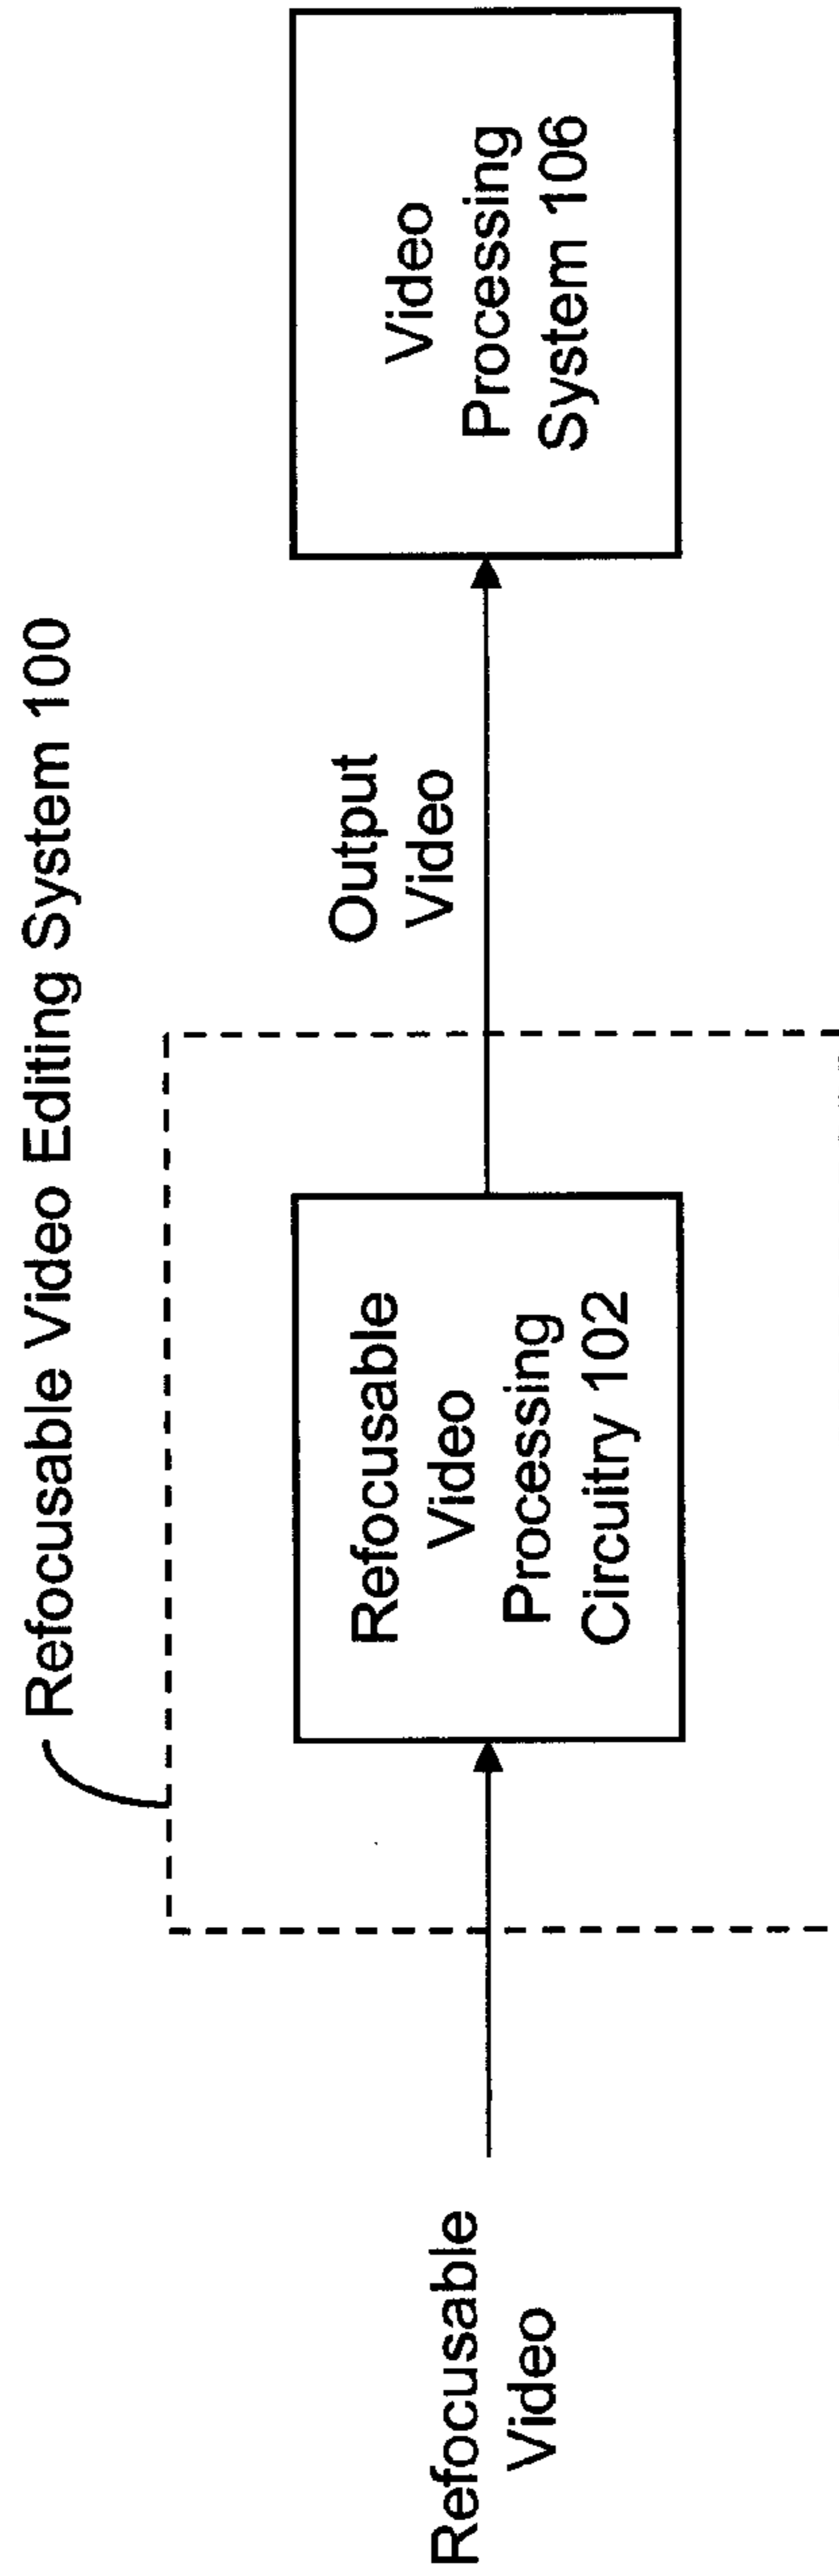 Refocusable Video Editing System 100
Refocusable
Video
Refocusable
Video
Processing
Circuitry 102
Output
Video
Video
Processing
System 106